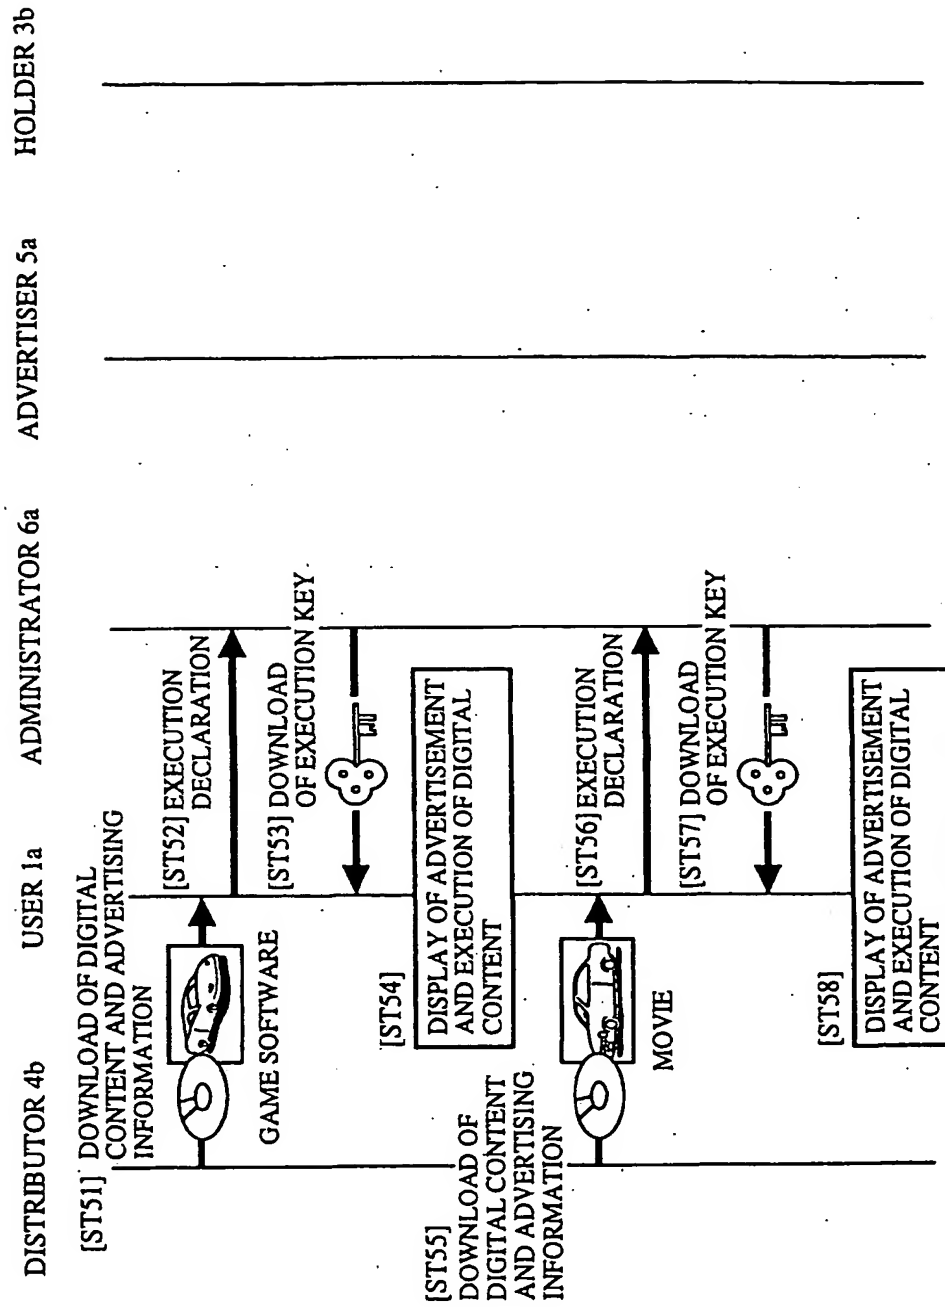 DISTRIBUTOR 4b
USER 1a
ADMINISTRATOR 6a
ADVERTISER 5a
HOLDER 3b
[ST51] DOWNLOAD OF DIGITAL
CONTENT AND ADVERTISING
INFORMATION
GAME SOFTWARE
[ST52] EXECUTION
DECLARATION
[ST53] DOWNLOAD
OF EXECUTION KEY
[ST54]
DISPLAY OF ADVERTISEMENT
AND EXECUTION OF DIGITAL
CONTENT
[ST55]
DOWNLOAD OF
DIGITAL CONTENT
AND ADVERTISING
INFORMATION
MOVIE
[ST56] EXECUTION
DECLARATION
[ST57] DOWNLOAD
OF EXECUTION KEY
[ST58]
DISPLAY OF ADVERTISEMENT
AND EXECUTION OF DIGITAL
CONTENT